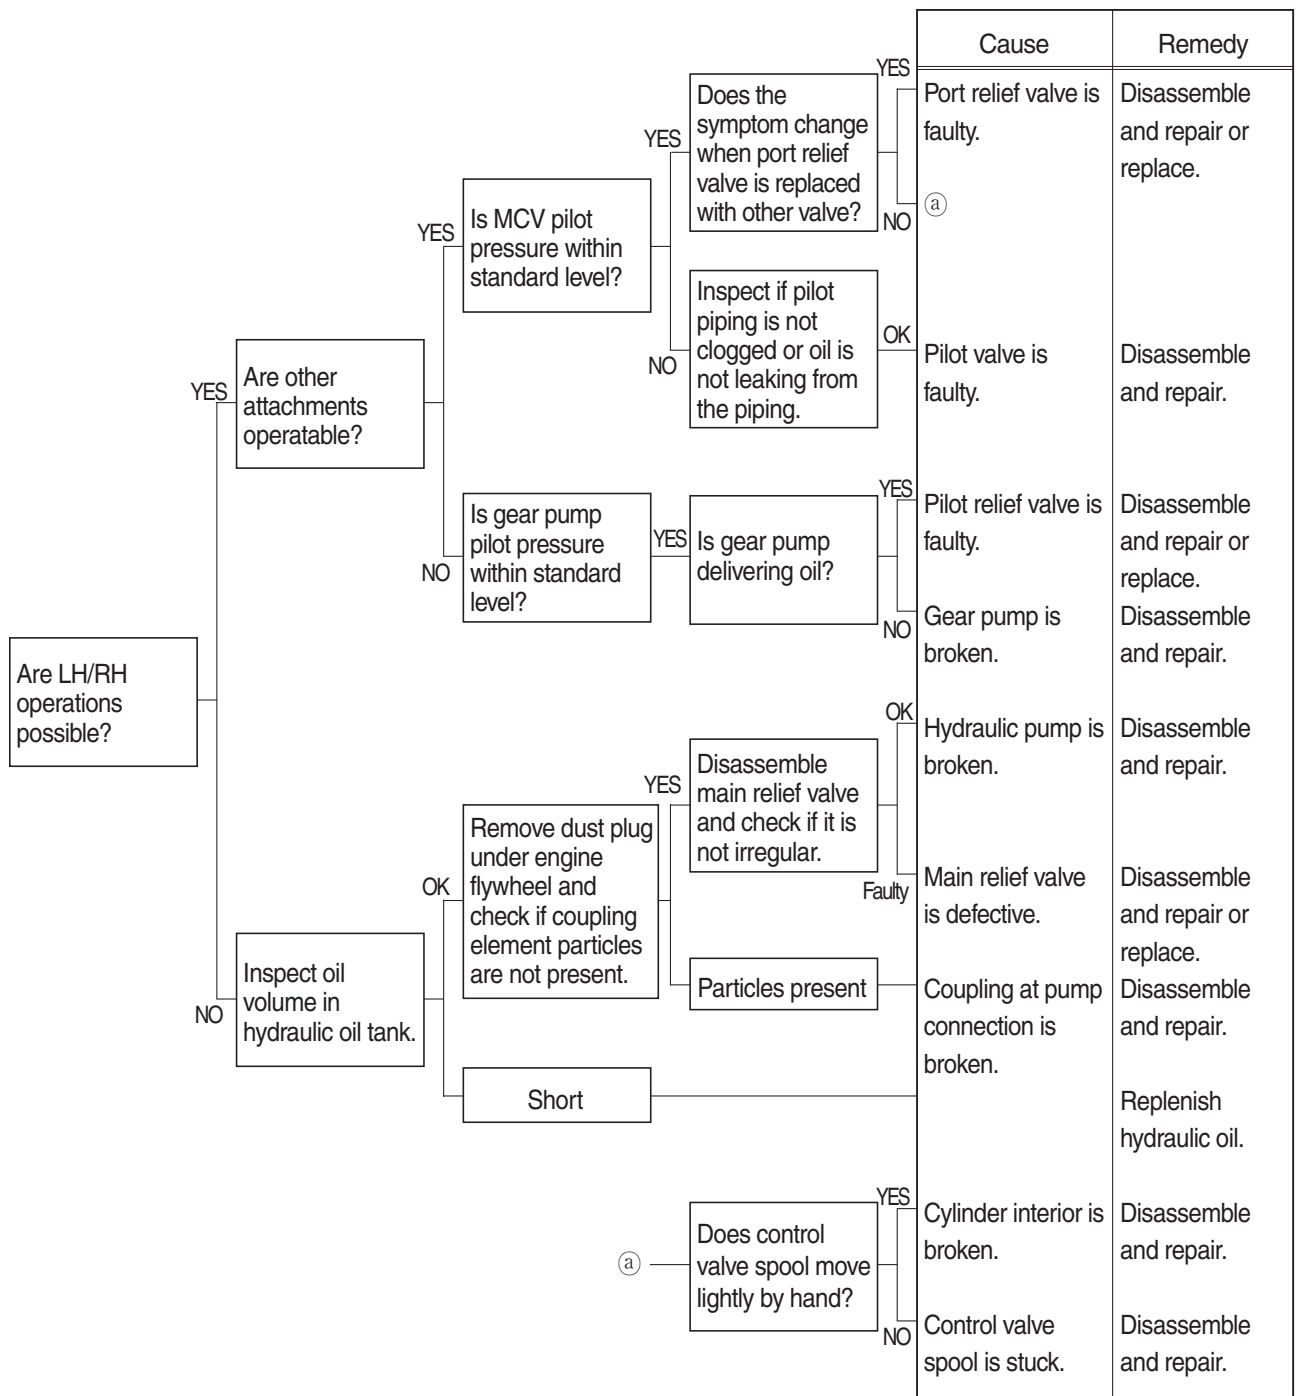 Cause
Remedy
Are LH/RH
operations
possible?
YES
Are other
attachments
operatable?
YES
Is MCV pilot
pressure within
standard level?
YES
Does the
symptom change
when port relief
valve is replaced
with other valve?
YES
Port relief valve is
faulty.
Disassemble
and repair or
replace.
NO
ⓐ
NO
Inspect if pilot
piping is not
clogged or oil is
not leaking from
the piping.
OK
Pilot valve is
faulty.
Disassemble
and repair.
NO
Is gear pump
pilot pressure
within standard
level?
YES
Is gear pump
delivering oil?
YES
Pilot relief valve is
faulty.
Disassemble
and repair or
replace.
NO
Gear pump is
broken.
Disassemble
and repair.
NO
Inspect oil
volume in
hydraulic oil tank.
OK
Remove dust plug
under engine
flywheel and
check if coupling
element particles
are not present.
YES
Disassemble
main relief valve
and check if it is
not irregular.
OK
Hydraulic pump is
broken.
Disassemble
and repair.
Faulty
Main relief valve
is defective.
Disassemble
and repair or
replace.
Particles present
Coupling at pump
connection is
broken.
Disassemble
and repair.
Short
Replenish
hydraulic oil.
ⓐ
Does control
valve spool move
lightly by hand?
YES
Cylinder interior is
broken.
Disassemble
and repair.
NO
Control valve
spool is stuck.
Disassemble
and repair.